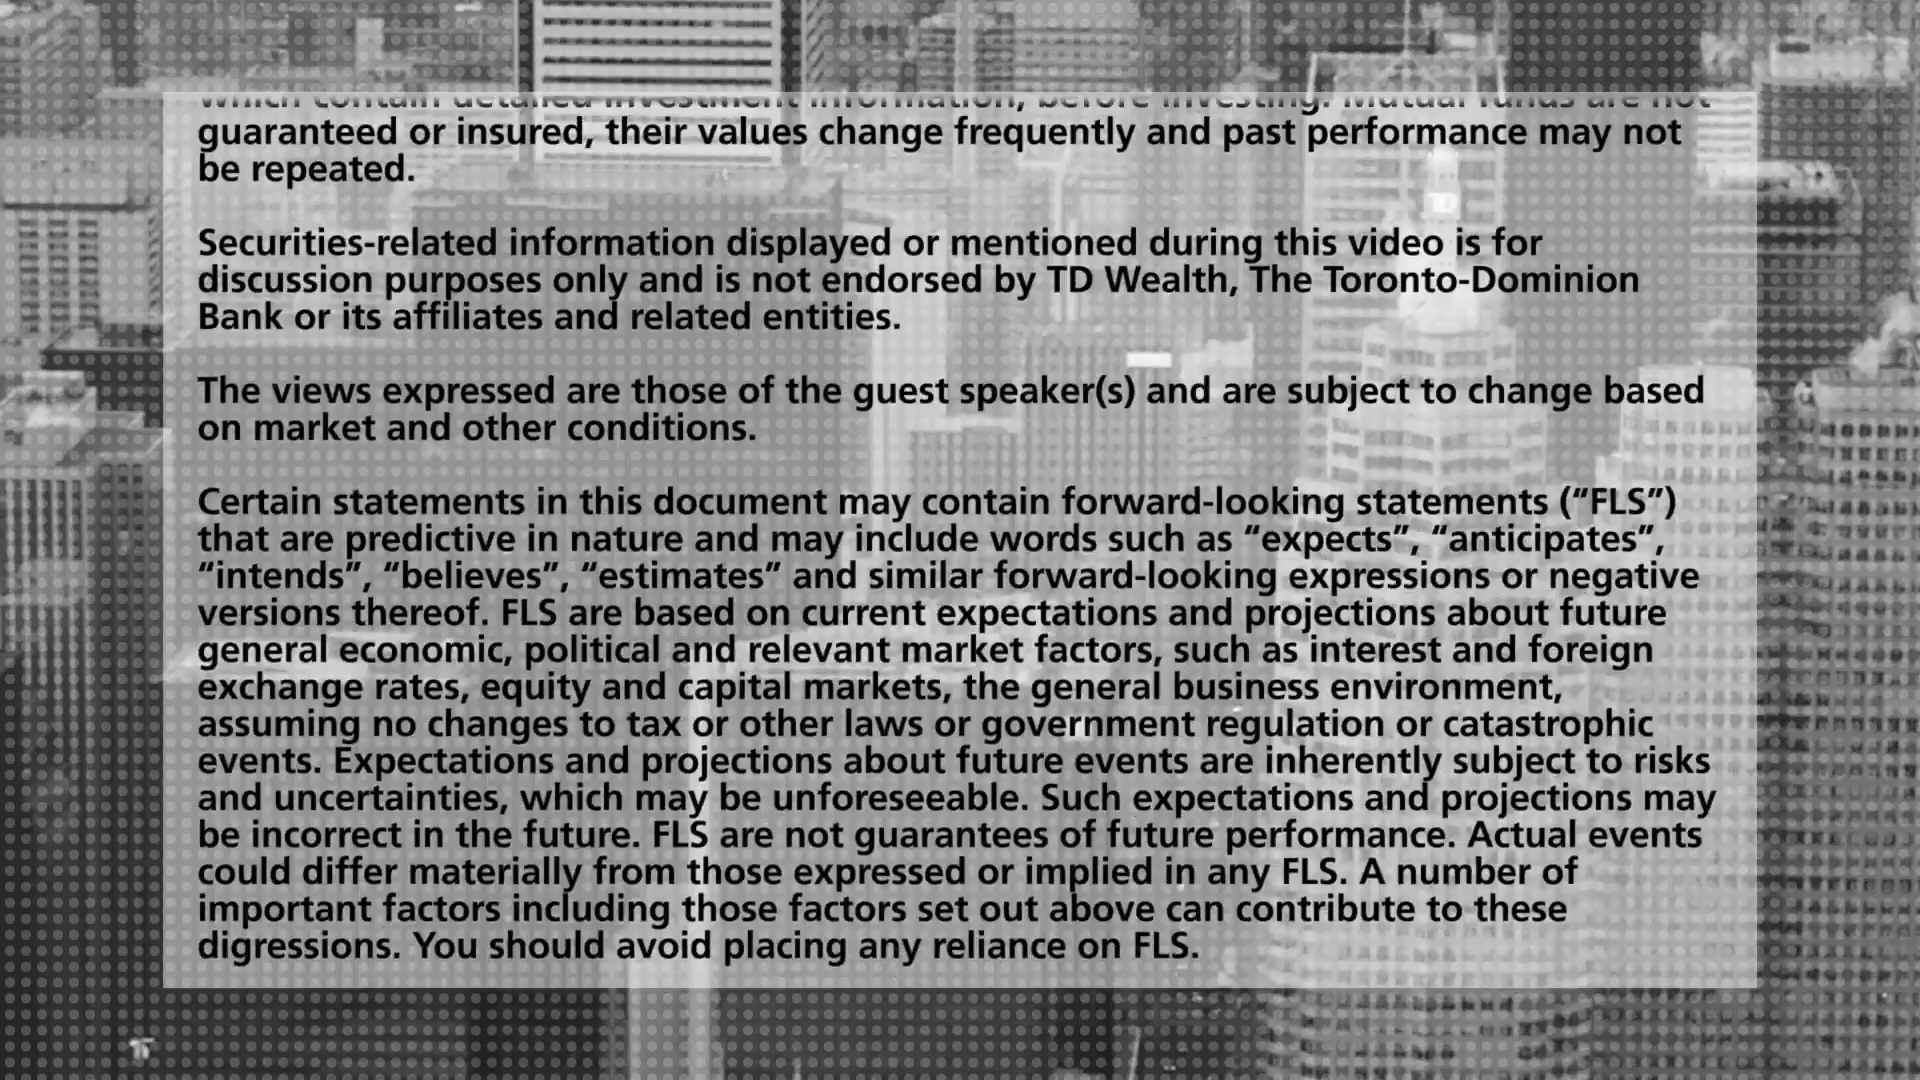 which contain detailed investment information, before investing. Mutual funds are not
guaranteed or insured, their values change frequently and past performance may not
be repeated.
Securities-related information displayed or mentioned during this video is for
discussion purposes only and is not endorsed by TD Wealth, The Toronto-Dominion
Bank or its affiliates and related entities.
The views expressed are those of the guest speaker(s) and are subject to change based
on market and other conditions.
Certain statements in this document may contain forward-looking statements (“FLS”)
that are predictive in nature and may include words such as “expects”, “anticipates”,
“intends”, “believes”, “estimates” and similar forward-looking expressions or negative
versions thereof. FLS are based on current expectations and projections about future
general economic, political and relevant market factors, such as interest and foreign
exchange rates, equity and capital markets, the general business environment,
assuming no changes to tax or other laws or government regulation or catastrophic
events. Expectations and projections about future events are inherently subject to risks
and uncertainties, which may be unforeseeable. Such expectations and projections may
be incorrect in the future. FLS are not guarantees of future performance. Actual events
could differ materially from those expressed or implied in any FLS. A number of
important factors including those factors set out above can contribute to these
digressions. You should avoid placing any reliance on FLS.